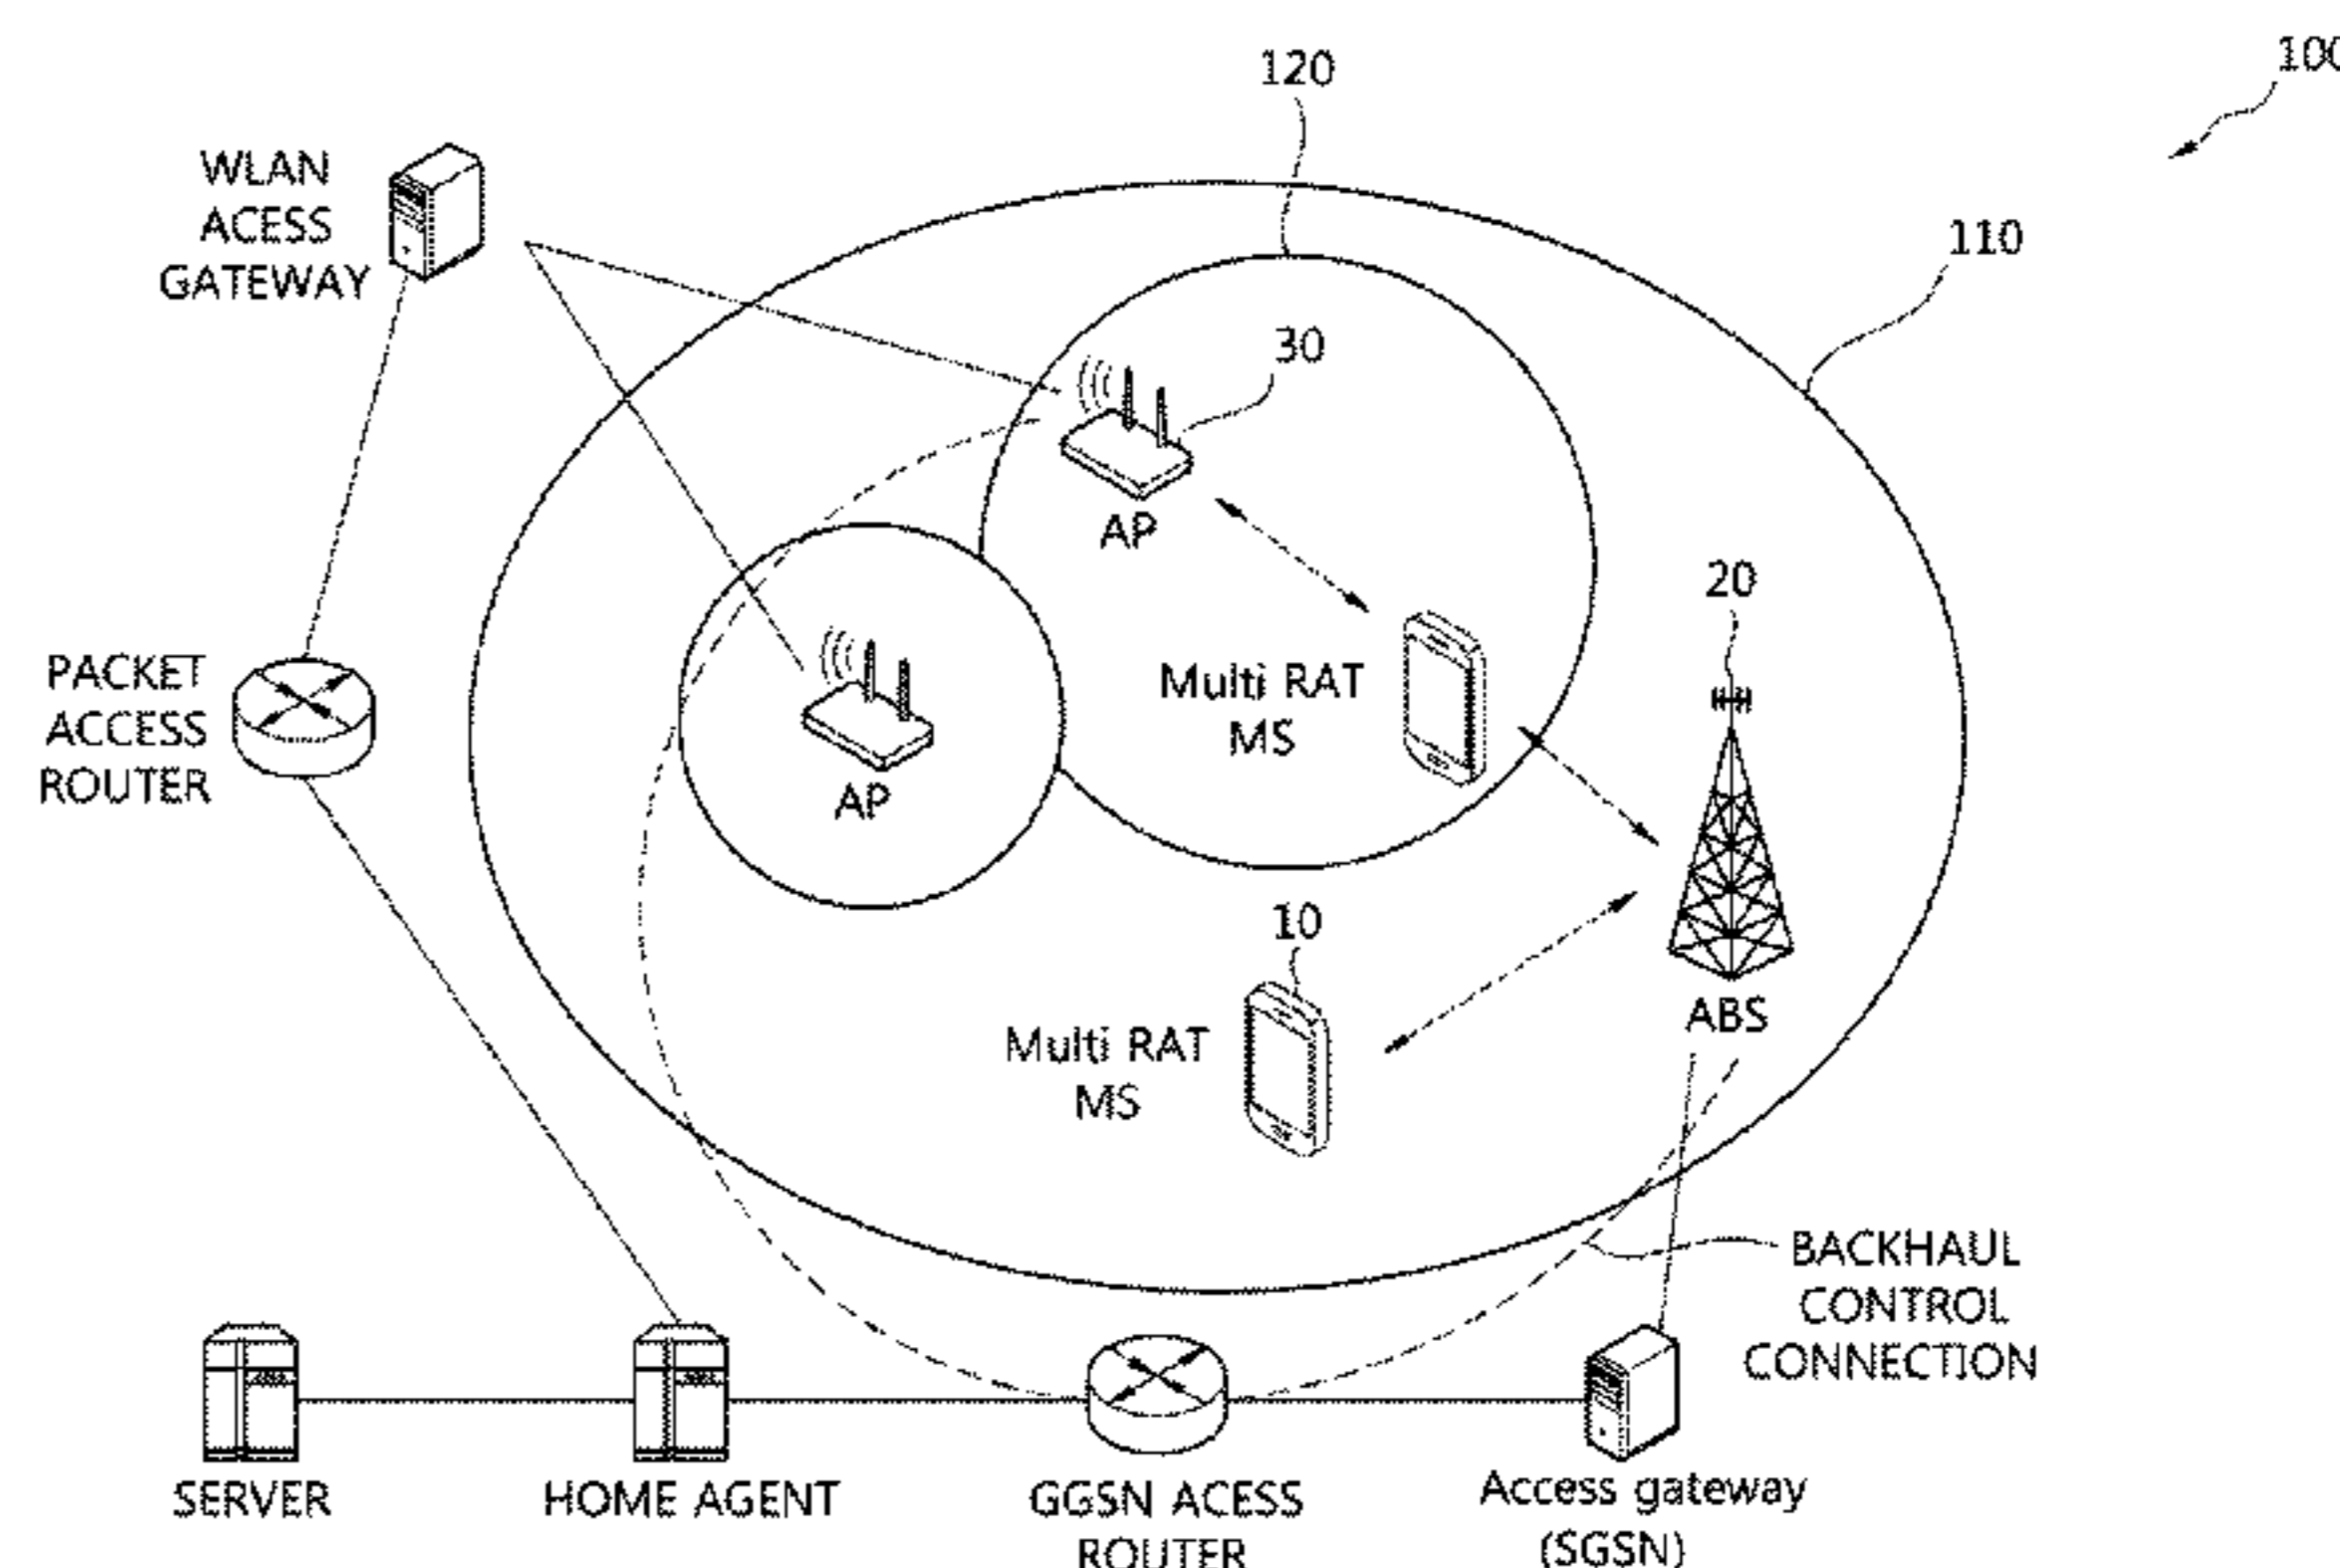 100
120
WLAN
ACESS
GATEWAY
110
30
AP
20
PACKET
ACCESS
ROUTER
Multi RAT
MS
AP
10
ABS
Multi RAT
MS
BACKHAUL
CONTROL
CONNECTION
SERVER
HOME AGENT
GGSN ACESS
ROUTER
Access gateway
(SGSN)